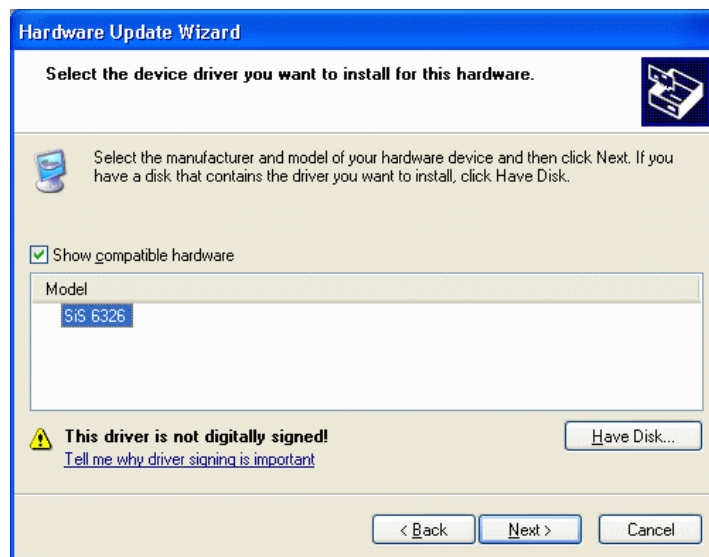 Hardware Update Wizard
Select the device driver you want to install for this hardware.
Select the manufacturer and model of your hardware device and then click Next. If you
have a disk that contains the driver you want to install, click Have Disk.
Show compatible hardware
Model
SiS 6326
This driver is not digitally signed!
Have Disk...
Tell me why driver signing is important
< Back
Next >
Cancel